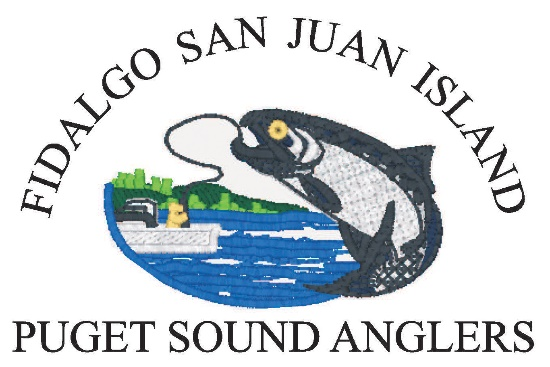 FIDALGO SAN JUAN ISLAND
PUGET SOUND ANGLERS